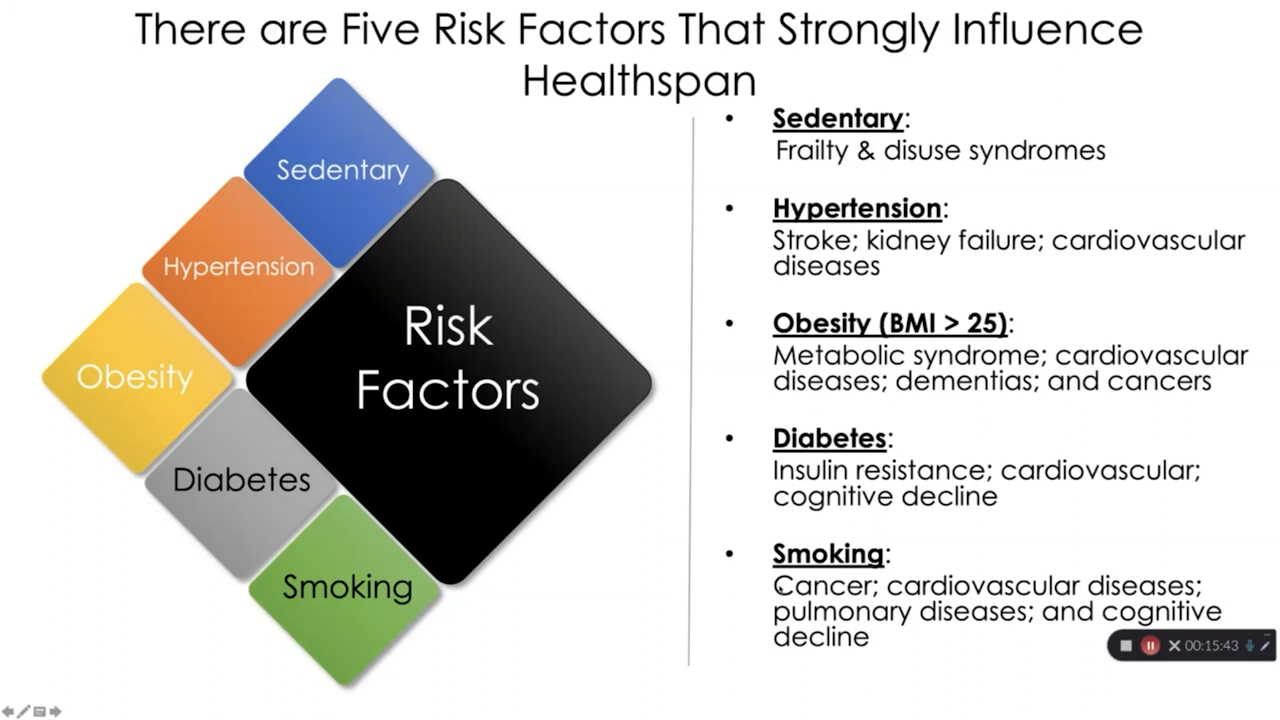 There are Five Risk Factors That Strongly Influence
Healthspan
Sedentary
Hypertension
Obesity
Diabetes
Smoking
Risk
Factors
• Sedentary:
Frailty & disuse syndromes
• Hypertension:
Stroke; kidney failure; cardiovascular
diseases
• Obesity (BMI > 25):
Metabolic syndrome; cardiovascular
diseases; dementias; and cancers
• Diabetes:
Insulin resistance; cardiovascular;
cognitive decline
• Smoking:
Cancer; cardiovascular diseases;
pulmonary diseases; and cognitive
decline
00:15:43